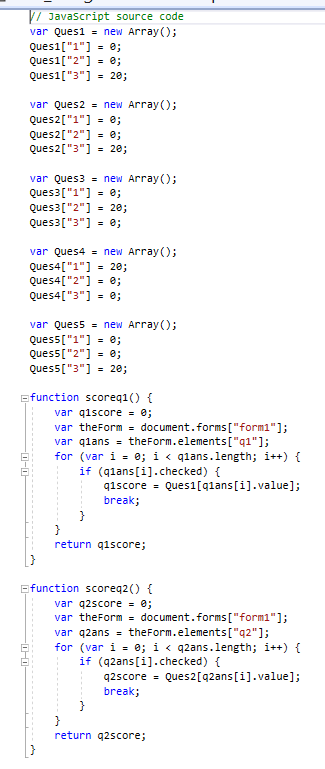 // JavaScript source code
var Ques1 = new Array();
Ques1["1"] = 0;
Ques1["2"] = 0;
Ques1["3"] = 20;
var Ques2 = new Array();
Ques2["1"] = 0;
Ques2["2"] = 0;
Ques2["3"] = 20;
var Ques3 = new Array();
Ques3["1"] = 0;
Ques3["2"] = 20;
Ques3["3"] = 0;
var Ques4 = new Array();
Ques4["1"] = 20;
Ques4["2"] = 0;
Ques4["3"] = 0;
var Ques5 = new Array();
Ques5["1"] = 0;
Ques5["2"] = 0;
Ques5["3"] = 20;
function scoreq1() {
var q1score = 0;
var theForm = document.forms["form1"];
var q1ans = theForm.elements["q1"];
for (var i = 0; i < q1ans.length; i++) {
if (q1ans[i].checked) {
q1score = Ques1[q1ans[i].value];
break;
}
}
return q1score;
}
function scoreq2() {
var q2score = 0;
var theForm = document.forms["form1"];
var q2ans = theForm.elements["q2"];
for (var i = 0; i < q2ans.length; i++) {
if (q2ans[i].checked) {
q2score = Ques2[q2ans[i].value];
break;
}
}
return q2score;
}